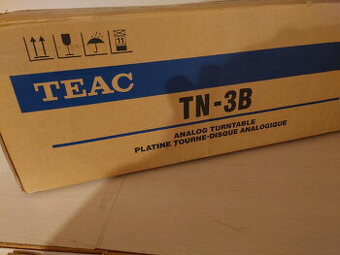 TEAC
TN-3B
ANALOG TURNTABLE
PLATINE TOURNE-DISQUE ANALOGIQUE